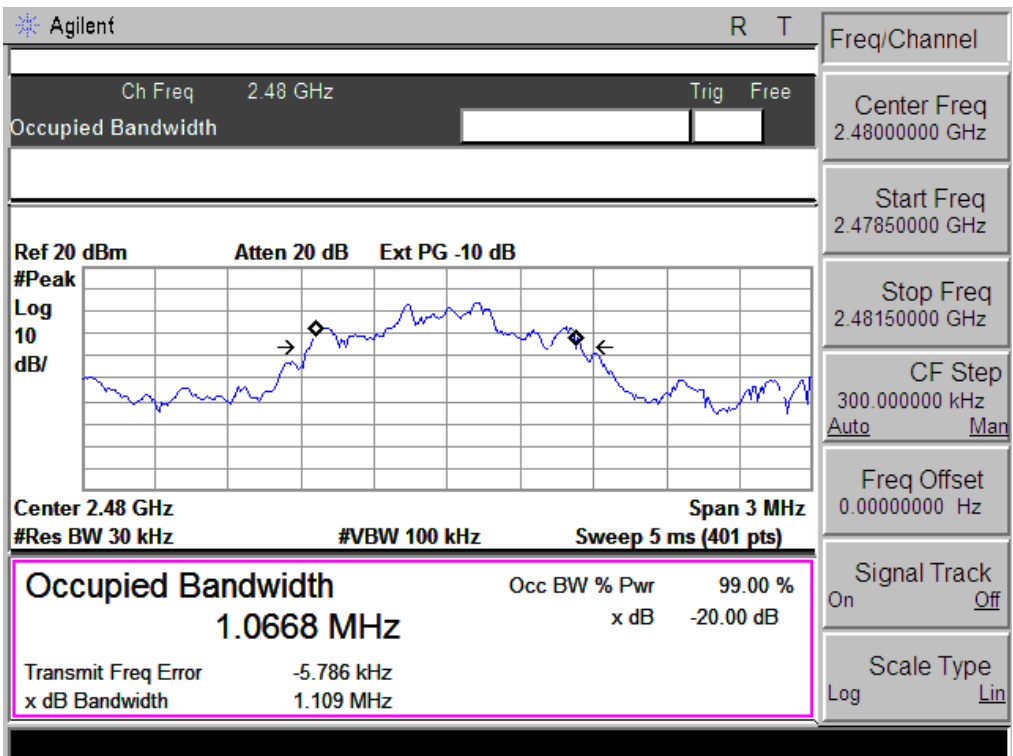 Agilent R T
Ch Freq 2.48 GHz Trig Free
Occupied Bandwidth
Ref 20 dBm Atten 20 dB Ext PG -10 dB
#Peak
Log
10
dB/
Center 2.48 GHz Span 3 MHz
#Res BW 30 kHz #VBW 100 kHz Sweep 5 ms (401 pts)
Occupied Bandwidth Occ BW % Pwr 99.00 %
1.0668 MHz x dB -20.00 dB
Transmit Freq Error -5.786 kHz
x dB Bandwidth 1.109 MHz
Freq/Channel
Center Freq
2.48000000 GHz
Start Freq
2.47850000 GHz
Stop Freq
2.48150000 GHz
CF Step
300.000000 kHz
Auto Man
Freq Offset
0.00000000 Hz
Signal Track
On Off
Scale Type
Log Lin